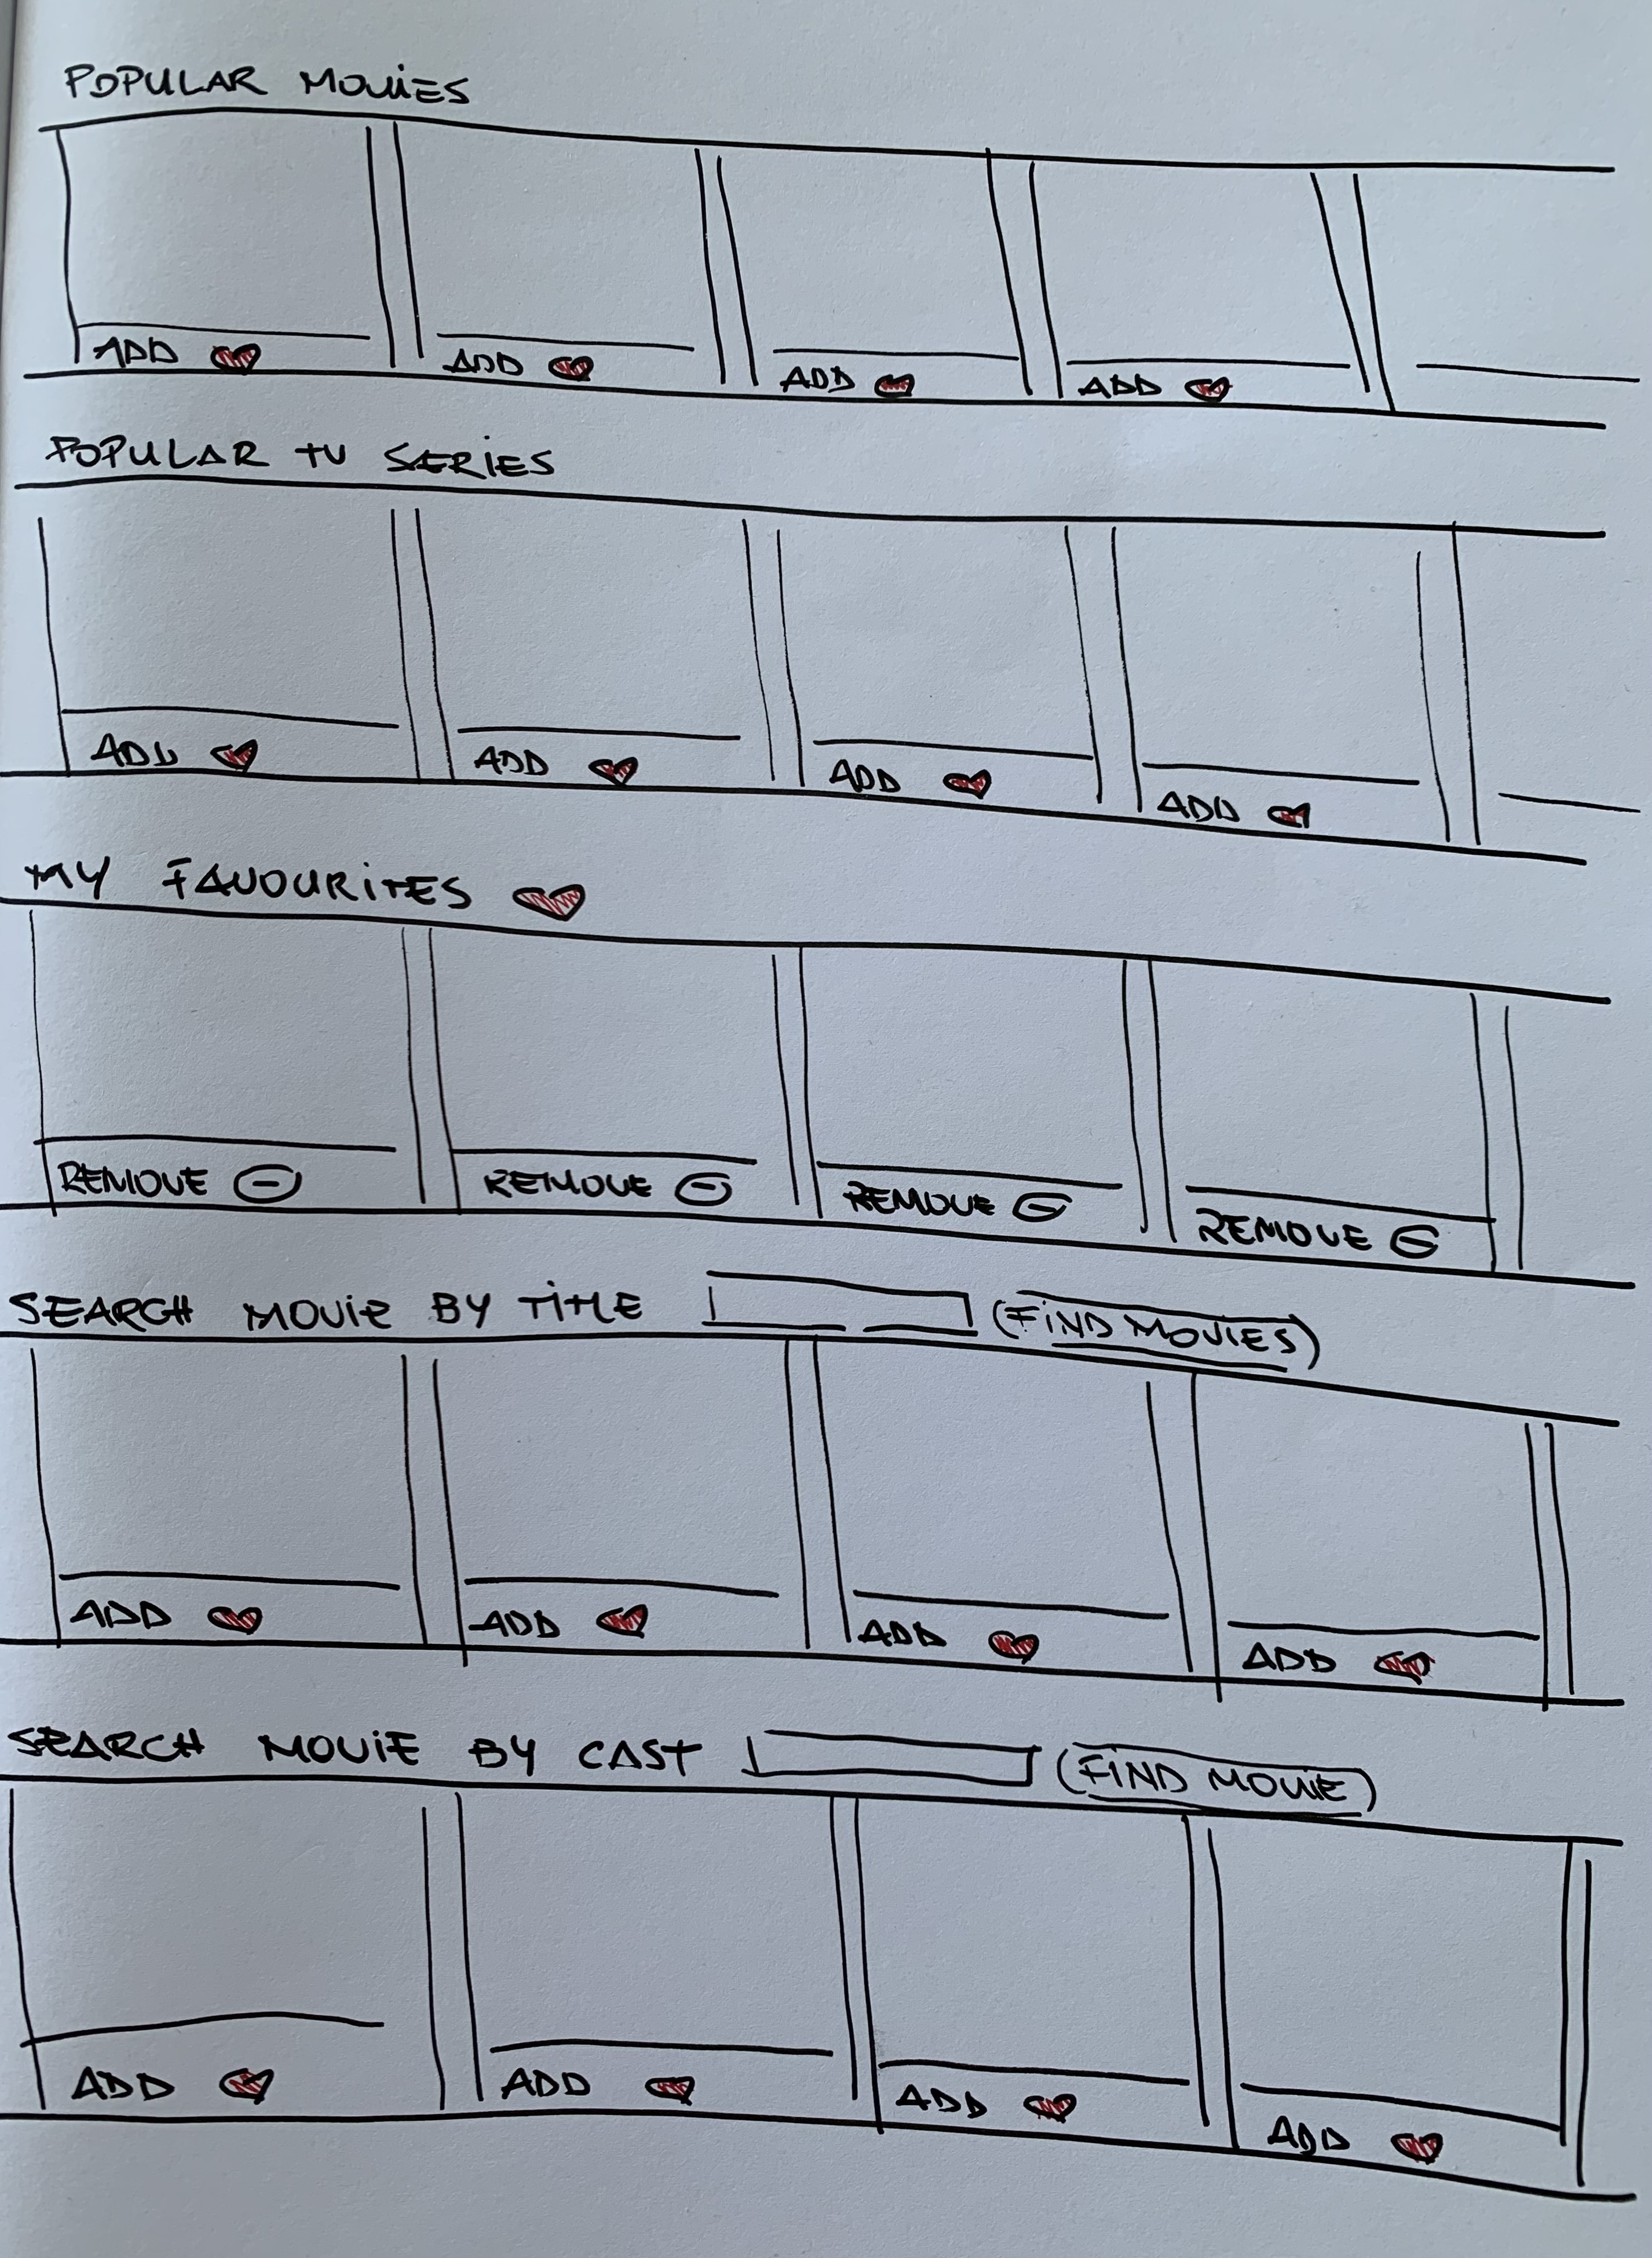 POPULAR MOVIES
ADD ADD ADD ADD
POPULAR TV SERIES
ADD ADD ADD ADD
MY FAVOURITES
REMOVE REMOVE REMOVE REMOVE
SEARCH MOVIE BY TITLE (FIND MOVIES)
ADD ADD ADD ADD
SEARCH MOVIE BY CAST (FIND MOVIE)
ADD ADD ADD ADD